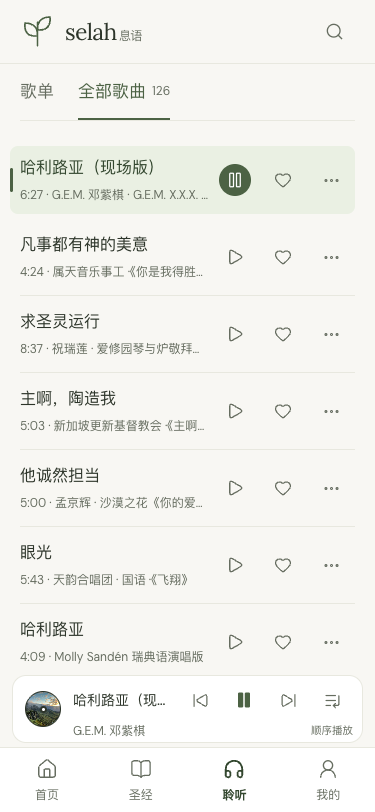 selah 息语
歌单 全部歌曲 126
哈利路亚（现场版）
6:27 · G.E.M. 邓紫棋 · G.E.M. X.X.X. ...
凡事都有神的美意
4:24 · 属天音乐事工 ·《你是我得胜...
求圣灵运行
8:37 · 祝瑞莲 · 爱修园琴与炉敬拜...
主啊，陶造我
5:03 · 新加坡更新基督教会 ·《主啊...
他诚然担当
5:00 · 孟京辉 · 沙漠之花《你的爱...
眼光
5:43 · 天韵合唱团 · 国语 ·《飞翔》
哈利路亚
4:09 · Molly Sandén 瑞典语演唱版
哈利路亚（现...
G.E.M. 邓紫棋 顺序播放
首页 圣经 聆听 我的